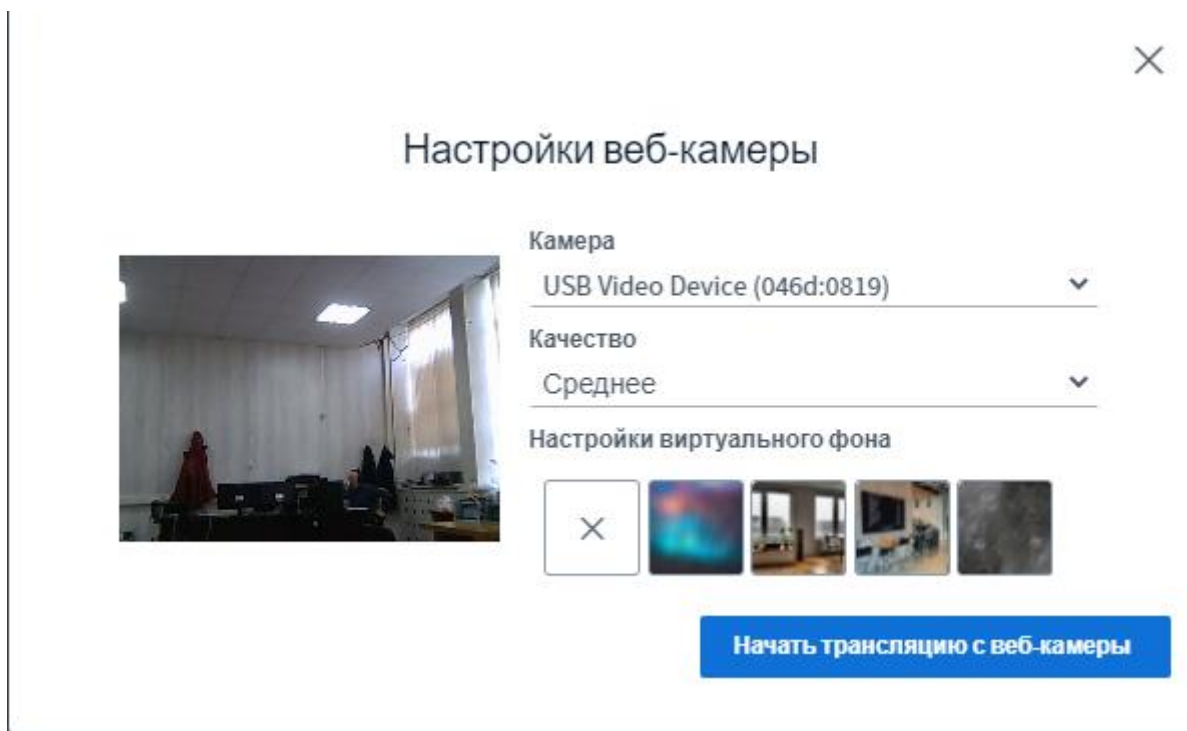 Настройки веб-камеры
Камера
USB Video Device (046d:0819)
Качество
Среднее
Настройки виртуального фона
Начать трансляцию с веб-камеры